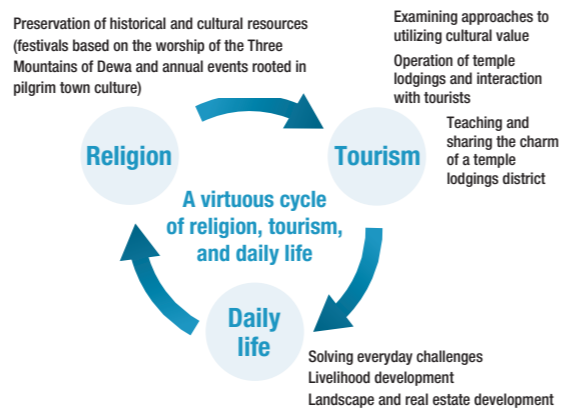 Preservation of historical and cultural resources
(festivals based on the worship of the Three
Mountains of Dewa and annual events rooted in
pilgrim town culture)
Examining approaches to
utilizing cultural value
Operation of temple
lodgings and interaction
with tourists
Teaching and
sharing the charm
of a temple
lodgings district
Religion
Tourism
A virtuous cycle
of religion, tourism,
and daily life
Daily
life
Solving everyday challenges
Livelihood development
Landscape and real estate development